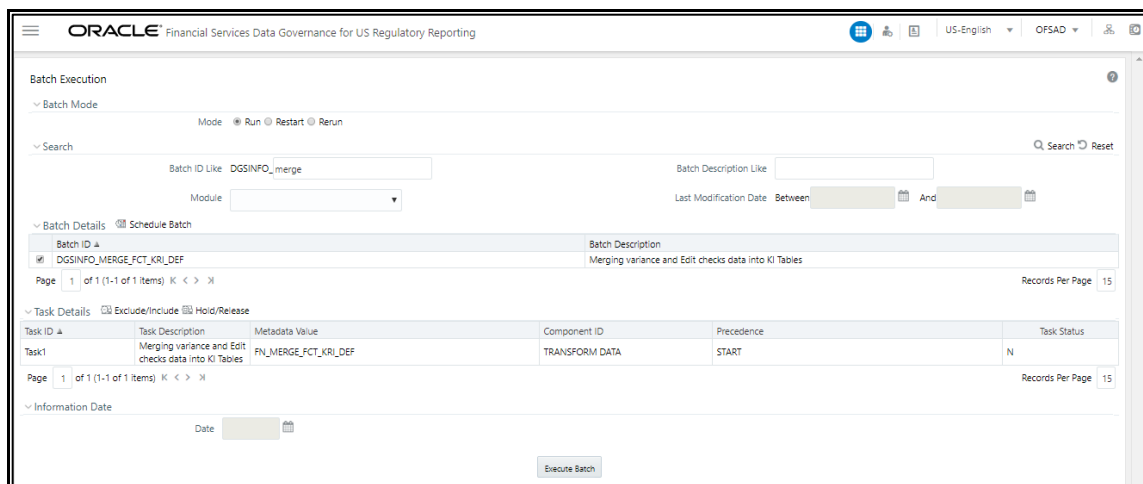 ORACLE® Financial Services Data Governance for US Regulatory Reporting US-English OFSAD
Batch Execution
Batch Mode
Mode Run Restart Rerun
Search Search Reset
Batch ID Like DGSINFO_ merge Batch Description Like
Module Last Modification Date Between And
Batch Details Schedule Batch
Batch ID Batch Description
DGSINFO_MERGE_FCT_KRI_DEF Merging variance and Edit checks data into KI Tables
Page 1 of 1 (1-1 of 1 items) Records Per Page 15
Task Details Exclude/Include Hold/Release
Task ID Task Description Metadata Value Component ID Precedence Task Status
Task1 Merging variance and Edit checks data into KI Tables FN_MERGE_FCT_KRI_DEF TRANSFORM DATA START N
Page 1 of 1 (1-1 of 1 items) Records Per Page 15
Information Date
Date
Execute Batch